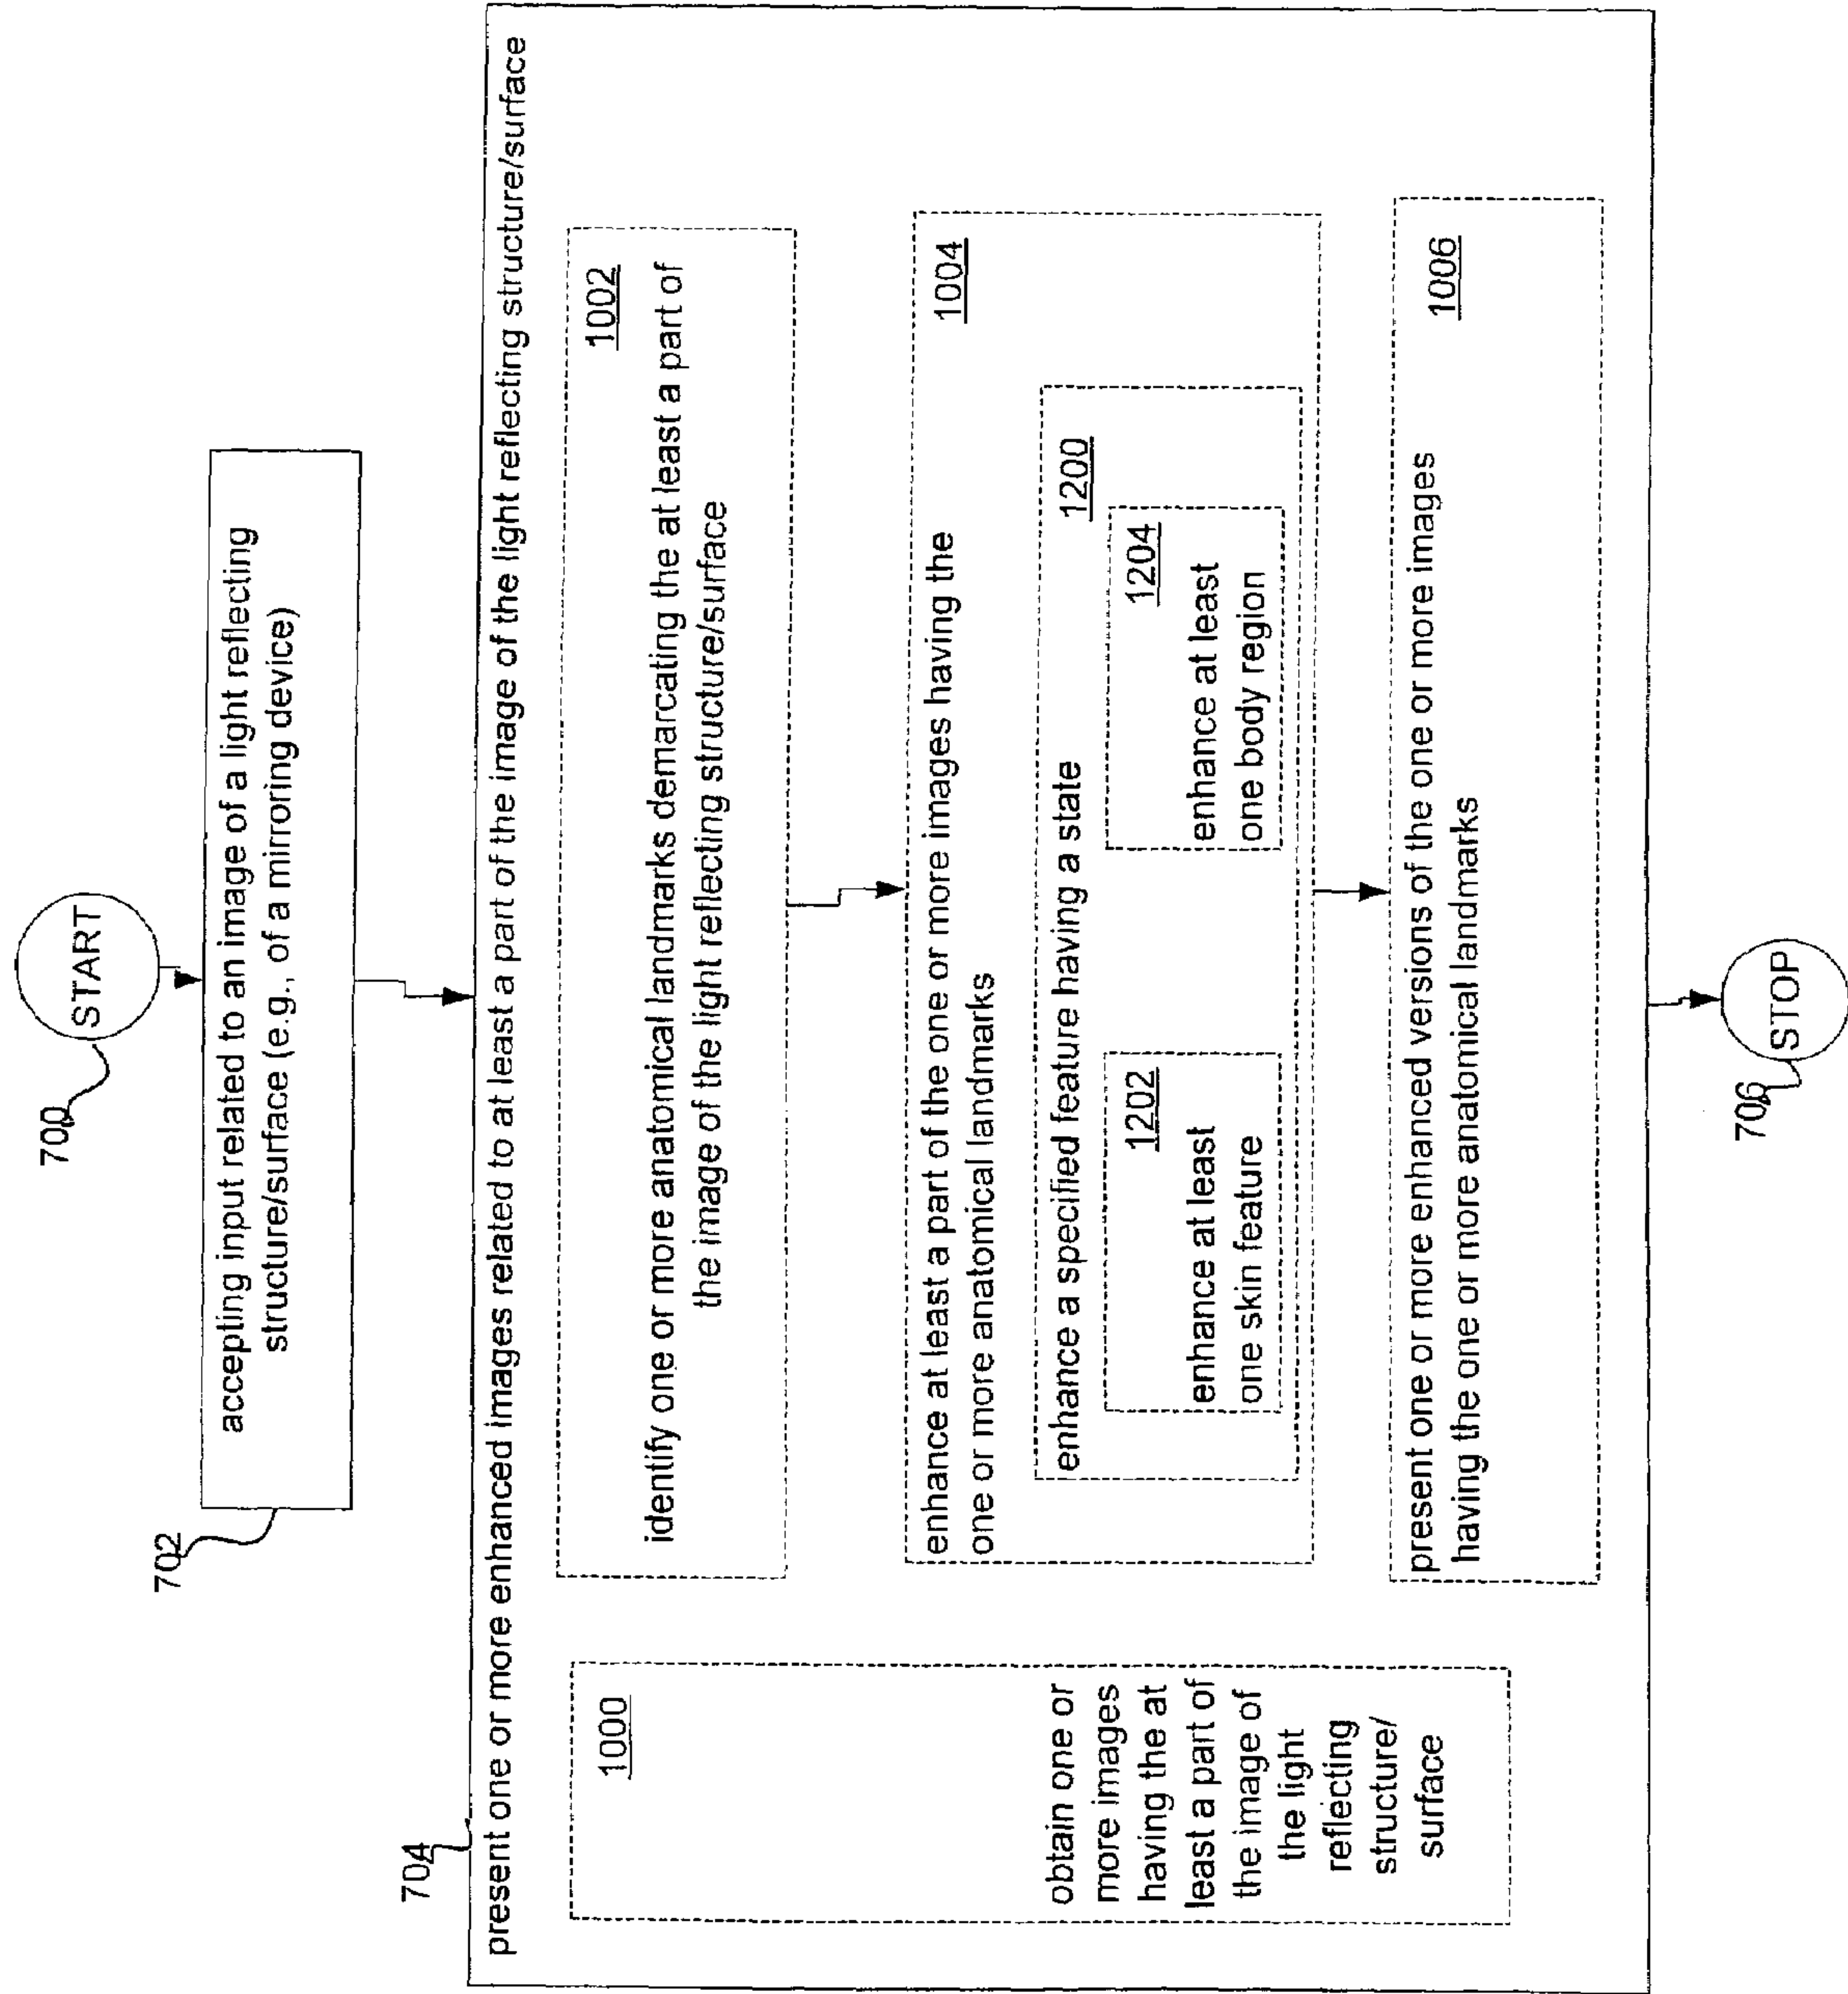 700
START
702
accepting input related to an image of a light reflecting
structure/surface (e.g., of a mirroring device)
704
present one or more enhanced images related to at least a part of the image of the light reflecting structure/surface
1000
obtain one or
more images
having the at
least a part of
the image of
the light
reflecting
structure/
surface
1002
identify one or more anatomical landmarks demarcating the at least a part of
the image of the light reflecting structure/surface
1004
enhance at least a part of the one or more images having the
one or more anatomical landmarks
1200
enhance a specified feature having a state
1202
enhance at least
one skin feature
1204
enhance at least
one body region
1006
present one or more enhanced versions of the one or more images
having the one or more anatomical landmarks
706
STOP